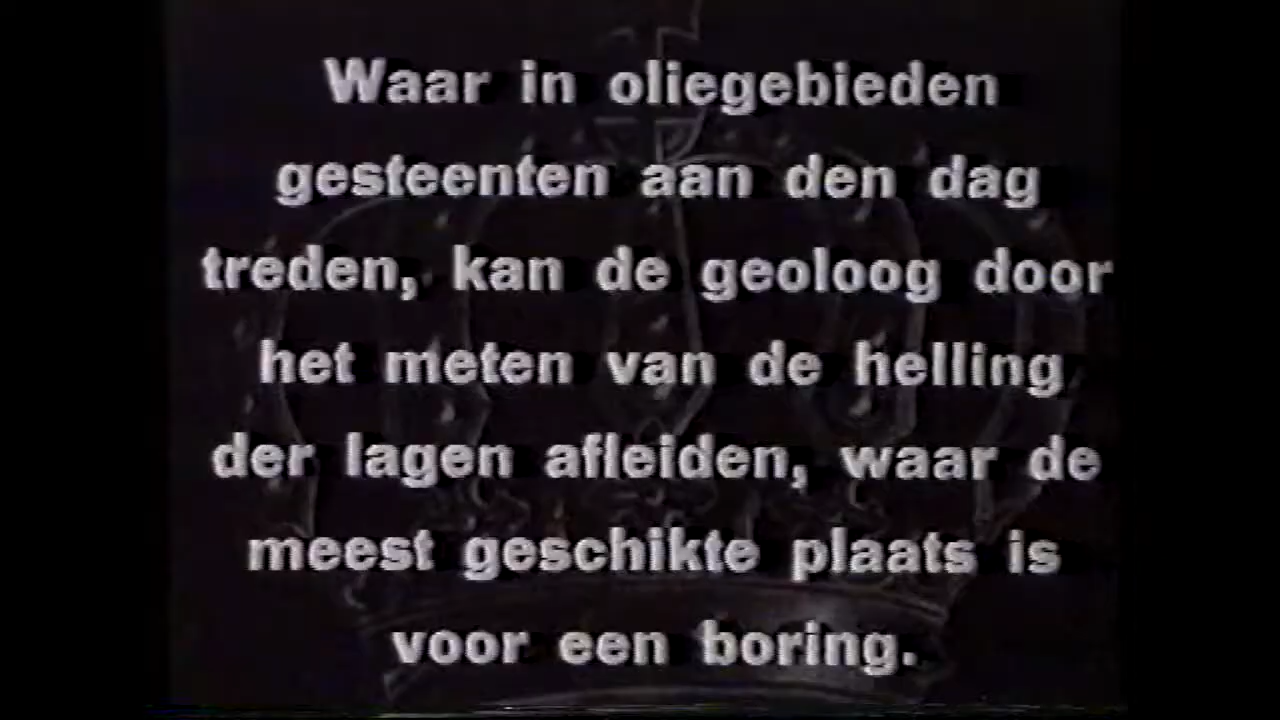 Waar in oliegebieden
gesteenten aan den dag
treden, kan de geoloog door
het meten van de helling
der lagen afleiden, waar de
meest geschikte plaats is
voor een boring.